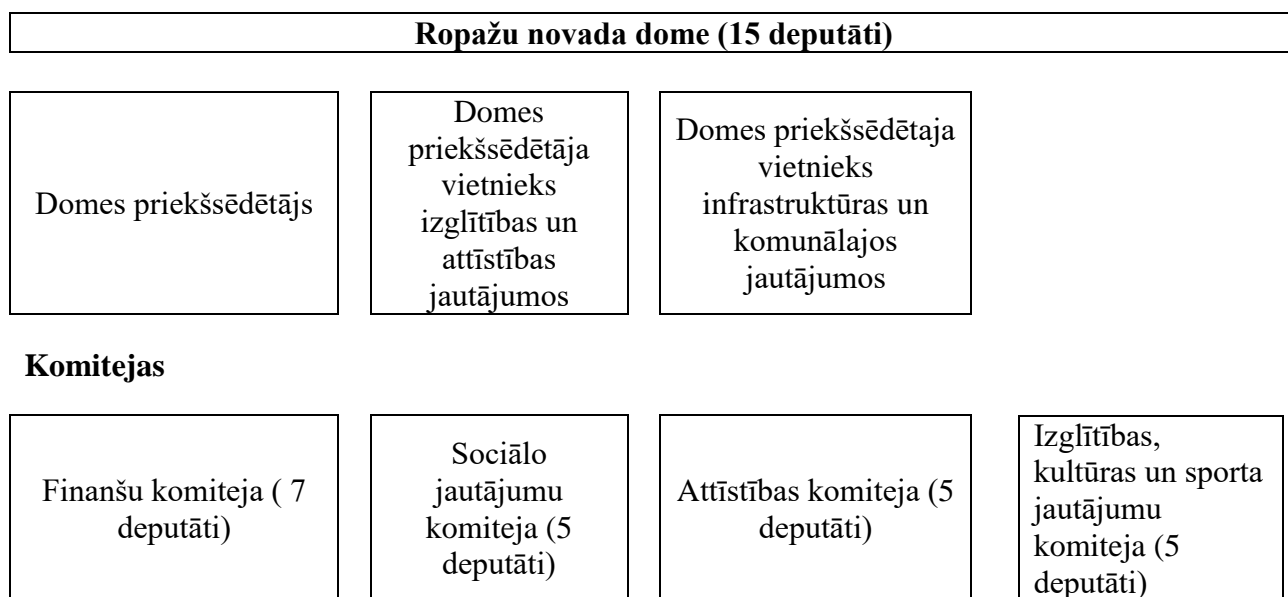 Ropažu novada dome (15 deputāti)
Domes priekšsēdētājs
Domes
priekšsēdētāja
vietnieks
izglītības un
attīstības
jautājumos
Domes priekšsēdētaja
vietnieks
infrastruktūras un
komunālajos
jautājumos
Komitejas
Finanšu komiteja ( 7
deputāti)
Sociālo
jautājumu
komiteja (5
deputāti)
Attīstības komiteja (5
deputāti)
Izglītības,
kultūras un sporta
jautājumu
komiteja (5
deputāti)